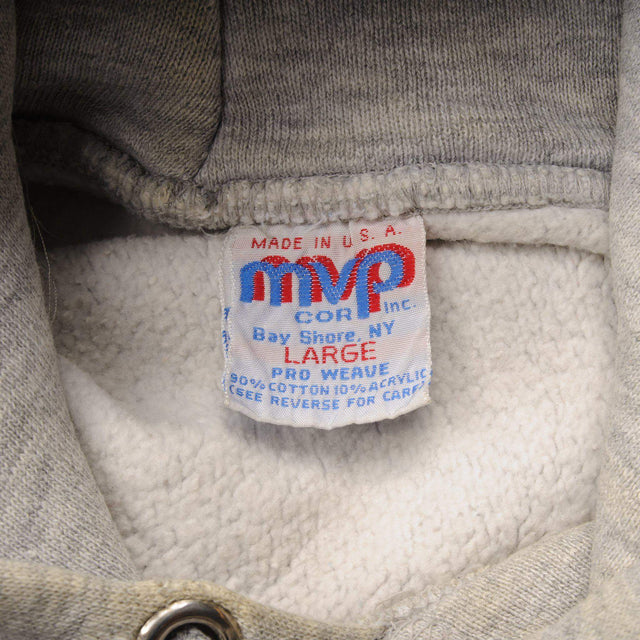 MADE IN U.S.A.
mvp
CORP inc.
Bay Shore, NY
LARGE
PRO WEAVE
90% COTTON 10% ACRYLIC
(SEE REVERSE FOR CARE)